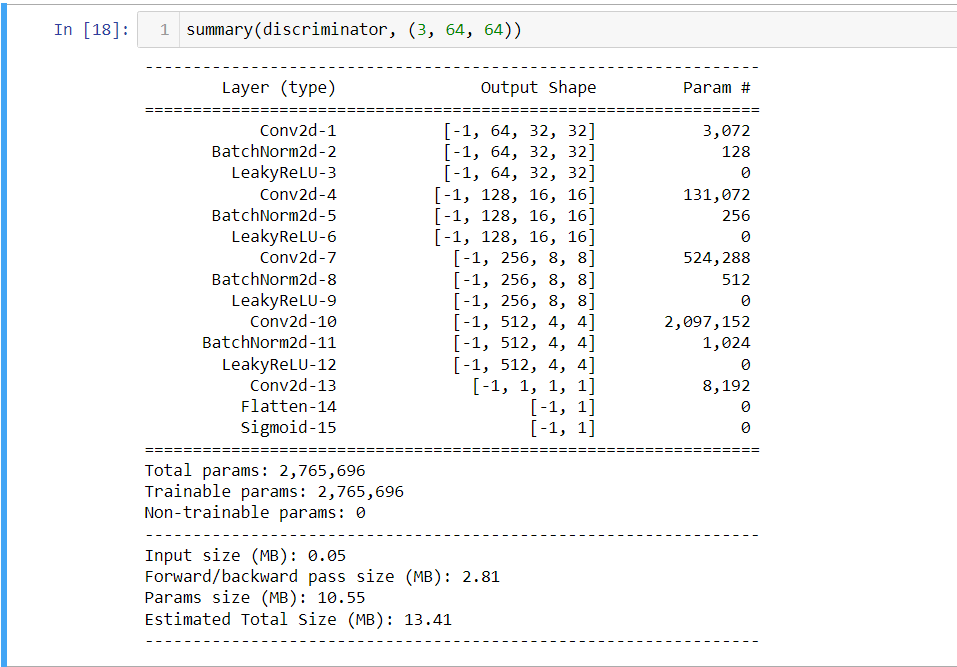 In [18]: 1 summary(discriminator, (3, 64, 64))
----------------------------------------------------------------
        Layer (type)               Output Shape         Param #
================================================================
            Conv2d-1           [-1, 64, 32, 32]           3,072
       BatchNorm2d-2           [-1, 64, 32, 32]             128
         LeakyReLU-3           [-1, 64, 32, 32]               0
            Conv2d-4          [-1, 128, 16, 16]         131,072
       BatchNorm2d-5          [-1, 128, 16, 16]             256
         LeakyReLU-6          [-1, 128, 16, 16]               0
            Conv2d-7            [-1, 256, 8, 8]         524,288
       BatchNorm2d-8            [-1, 256, 8, 8]             512
         LeakyReLU-9            [-1, 256, 8, 8]               0
           Conv2d-10            [-1, 512, 4, 4]       2,097,152
      BatchNorm2d-11            [-1, 512, 4, 4]           1,024
        LeakyReLU-12            [-1, 512, 4, 4]               0
           Conv2d-13              [-1, 1, 1, 1]           8,192
          Flatten-14                    [-1, 1]               0
          Sigmoid-15                    [-1, 1]               0
================================================================
Total params: 2,765,696
Trainable params: 2,765,696
Non-trainable params: 0
----------------------------------------------------------------
Input size (MB): 0.05
Forward/backward pass size (MB): 2.81
Params size (MB): 10.55
Estimated Total Size (MB): 13.41
----------------------------------------------------------------